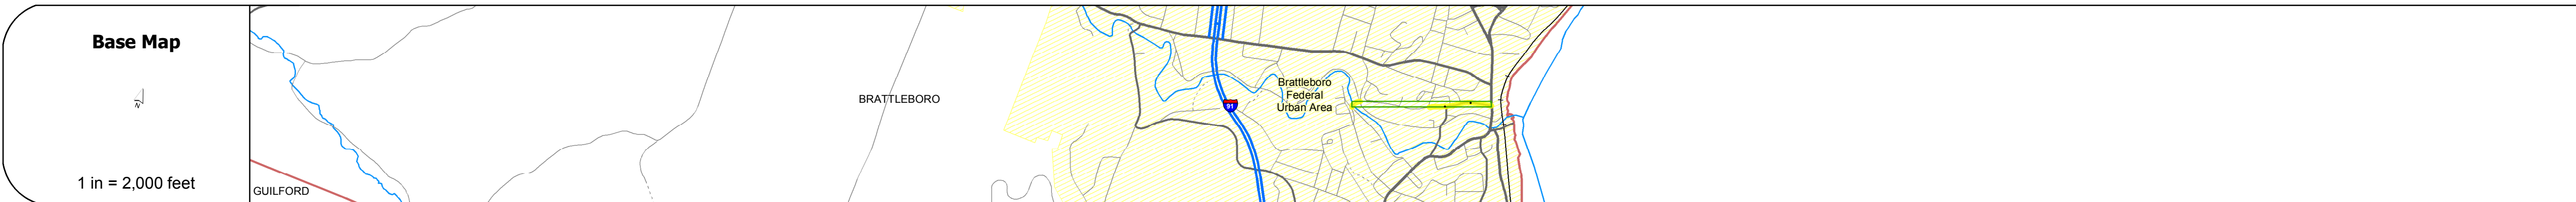 Base Map
N
1 in = 2,000 feet
GUILFORD
BRATTLEBORO
91
Brattleboro
Federal
Urban Area